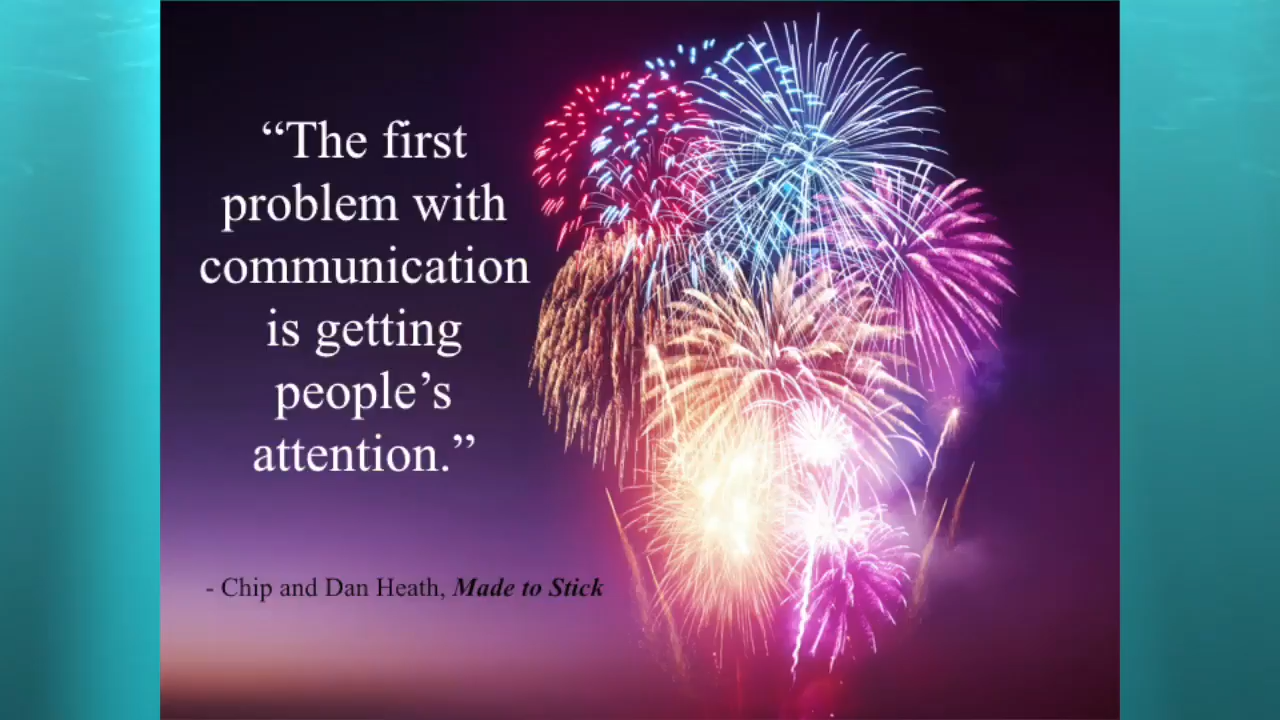 “The first
problem with
communication
is getting
people’s
attention.”
- Chip and Dan Heath, Made to Stick